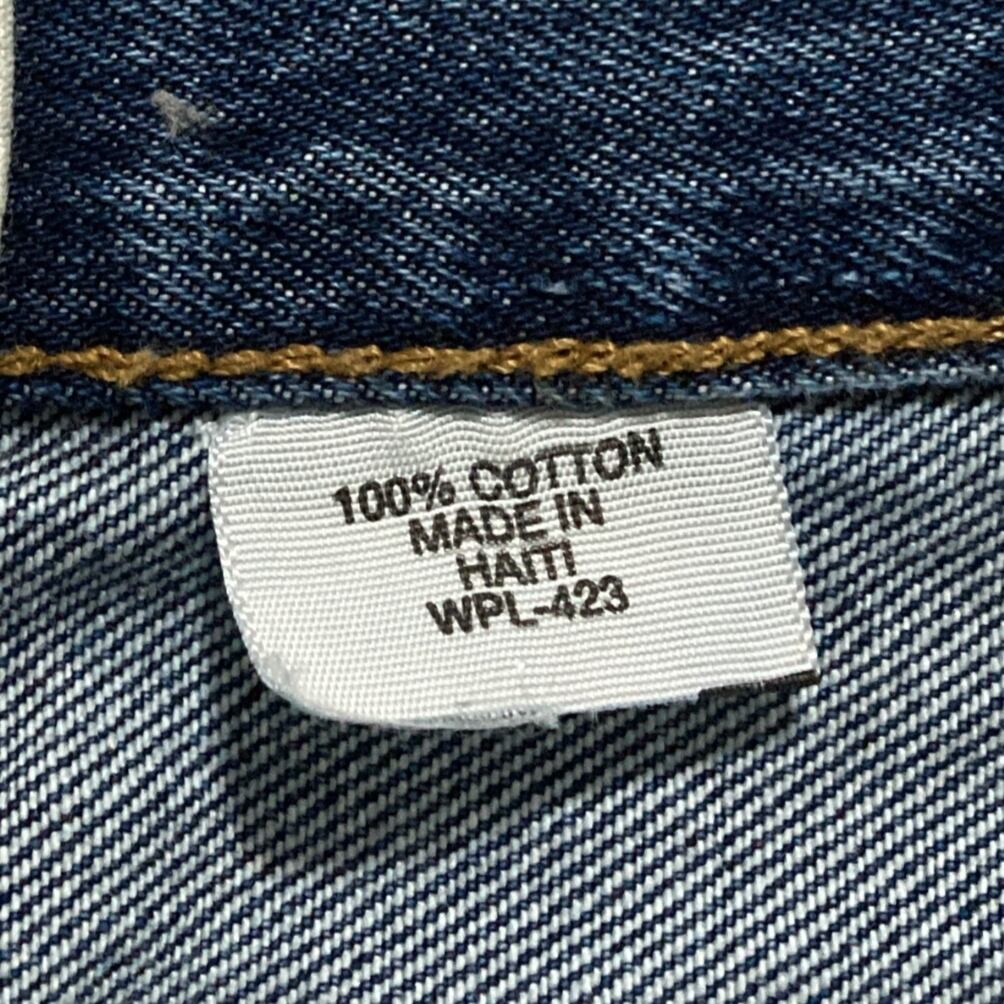 100% COTTON
MADE IN
HAITI
WPL-423